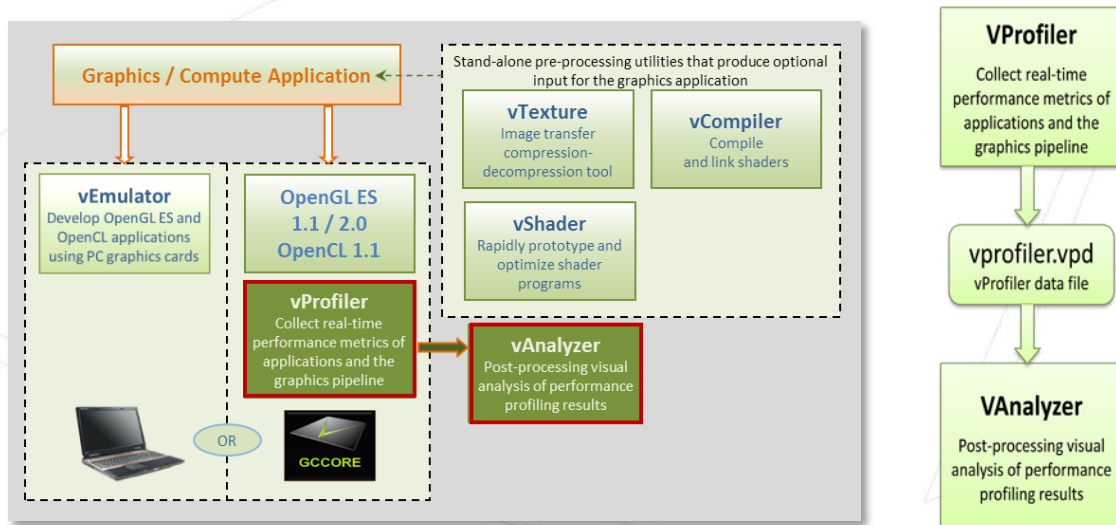 Graphics / Compute Application
Stand-alone pre-processing utilities that produce optional
input for the graphics application
vTexture
Image transfer
compression-
decompression tool
vCompiler
Compile
and link shaders
vShader
Rapidly prototype and
optimize shader
programs
vEmulator
Develop OpenGL ES and
OpenCL applications
using PC graphics cards
OpenGL ES
1.1 / 2.0
OpenCL 1.1
vProfiler
Collect real-time
performance metrics of
applications and the
graphics pipeline
vAnalyzer
Post-processing visual
analysis of performance
profiling results
OR
GCCORE
VProfiler
Collect real-time
performance metrics of
applications and the
graphics pipeline
vprofiler.vpd
vProfiler data file
VAnalyzer
Post-processing visual
analysis of performance
profiling results